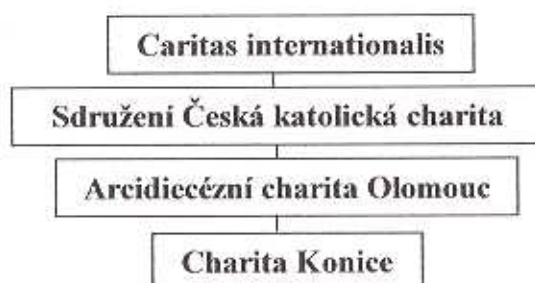 Caritas internationalis
Sdružení Česká katolická charita
Arcidiecézní charita Olomouc
Charita Konice